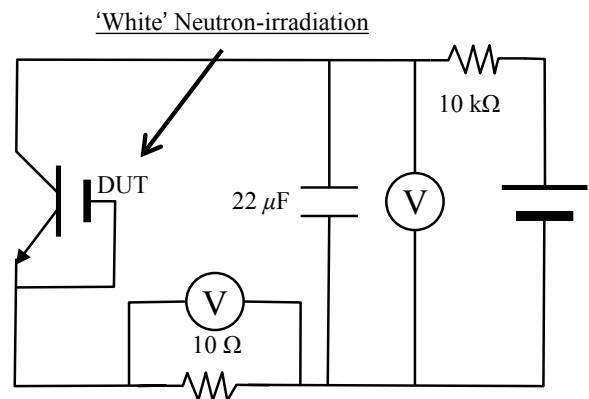 ‘White’ Neutron-irradiation
10 kΩ
DUT
22 μF
V
V
10 Ω